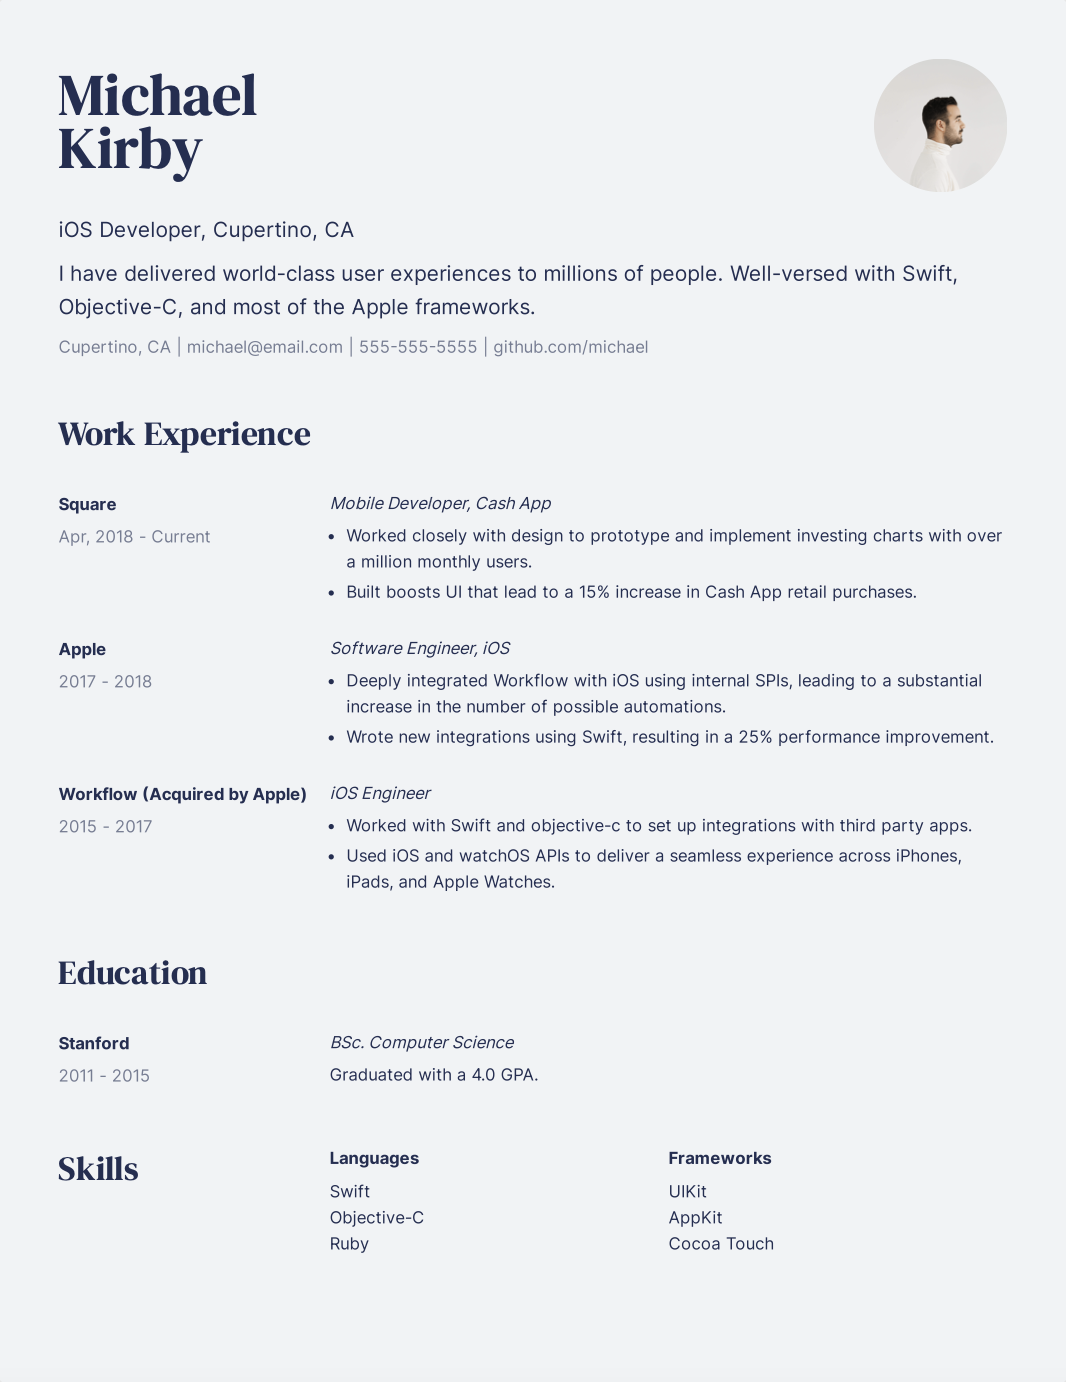 Michael
Kirby
iOS Developer, Cupertino, CA
I have delivered world-class user experiences to millions of people. Well-versed with Swift,
Objective-C, and most of the Apple frameworks.
Cupertino, CA | michael@email.com | 555-555-5555 | github.com/michael
Work Experience
Square
Apr, 2018 - Current
Mobile Developer, Cash App
• Worked closely with design to prototype and implement investing charts with over
a million monthly users.
• Built boosts UI that lead to a 15% increase in Cash App retail purchases.
Apple
2017 - 2018
Software Engineer, iOS
• Deeply integrated Workflow with iOS using internal SPIs, leading to a substantial
increase in the number of possible automations.
• Wrote new integrations using Swift, resulting in a 25% performance improvement.
Workflow (Acquired by Apple)
2015 - 2017
iOS Engineer
• Worked with Swift and objective-c to set up integrations with third party apps.
• Used iOS and watchOS APIs to deliver a seamless experience across iPhones,
iPads, and Apple Watches.
Education
Stanford
2011 - 2015
BSc. Computer Science
Graduated with a 4.0 GPA.
Skills
Languages
Swift
Objective-C
Ruby
Frameworks
UIKit
AppKit
Cocoa Touch